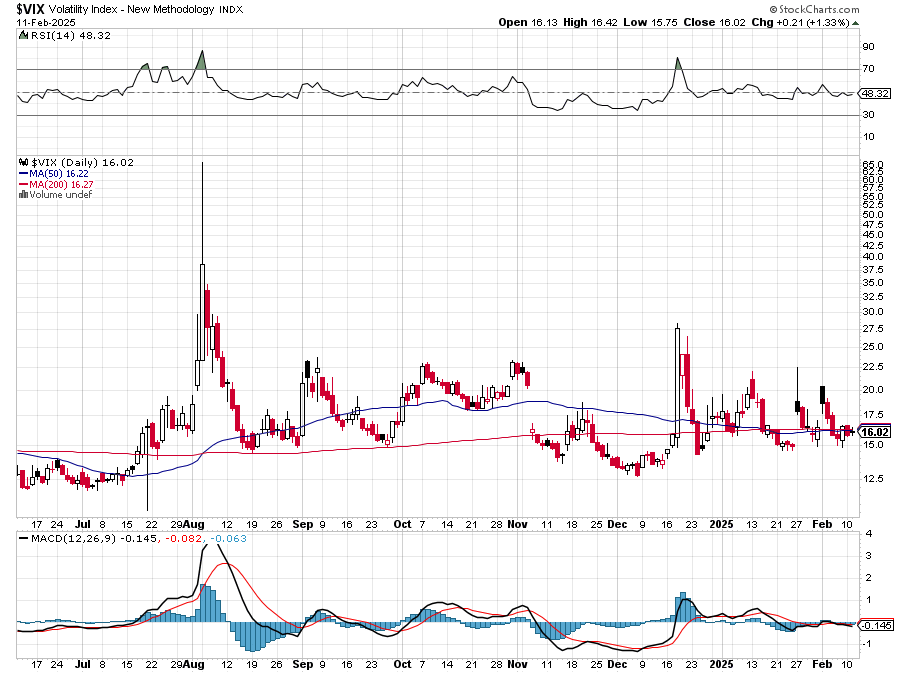 $VIX Volatility Index - New Methodology INDX
© StockCharts.com
11-Feb-2025
Open 16.13 High 16.42 Low 15.75 Close 16.02 Chg +0.21 (+1.33%)
RSI(14) 48.32
90
70
48.32
30
10
$VIX (Daily) 16.02
MA(50) 16.22
MA(200) 16.27
Volume undef
65.0
62.5
60.0
57.5
55.0
52.5
50.0
47.5
45.0
42.5
40.0
37.5
35.0
32.5
30.0
27.5
25.0
22.5
20.0
17.5
16.02
15.0
12.5
17 24 Jul 8 15 22 29 Aug 12 19 26 Sep 9 16 23 Oct 7 14 21 28 Nov 11 18 25 Dec 9 16 23 2025 13 21 27 Feb 10
MACD(12,26,9) -0.145, -0.082, -0.063
4
3
2
1
-0.145
-1
17 24 Jul 8 15 22 29 Aug 12 19 26 Sep 9 16 23 Oct 7 14 21 28 Nov 11 18 25 Dec 9 16 23 2025 13 21 27 Feb 10